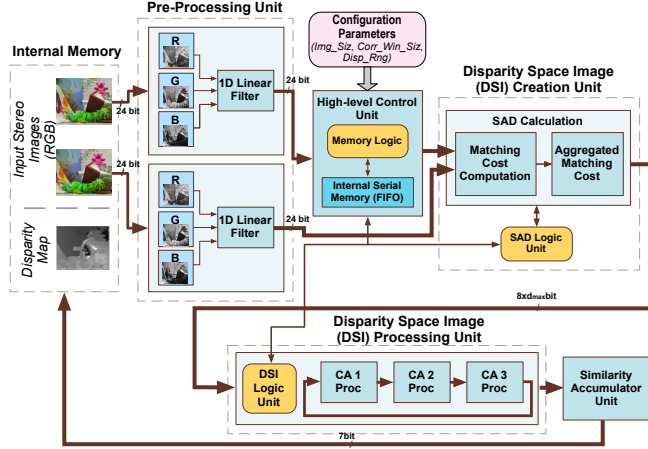 Pre-Processing Unit
Configuration
Parameters
(Img_Siz, Corr_Win_Siz,
Disp_Rng)
Internal Memory
Input Stereo
Images
(RGB)
Disparity
Map
24 bit
24 bit
R
G
B
1D Linear
Filter
24 bit
R
G
B
1D Linear
Filter
24 bit
High-level Control
Unit
Memory Logic
Internal Serial
Memory (FIFO)
Disparity Space Image
(DSI) Creation Unit
SAD Calculation
Matching
Cost
Computation
Aggregated
Matching
Cost
SAD Logic
Unit
8xdmaxbit
Disparity Space Image
(DSI) Processing Unit
DSI
Logic
Unit
CA 1
Proc
CA 2
Proc
CA 3
Proc
Similarity
Accumulator
Unit
7bit